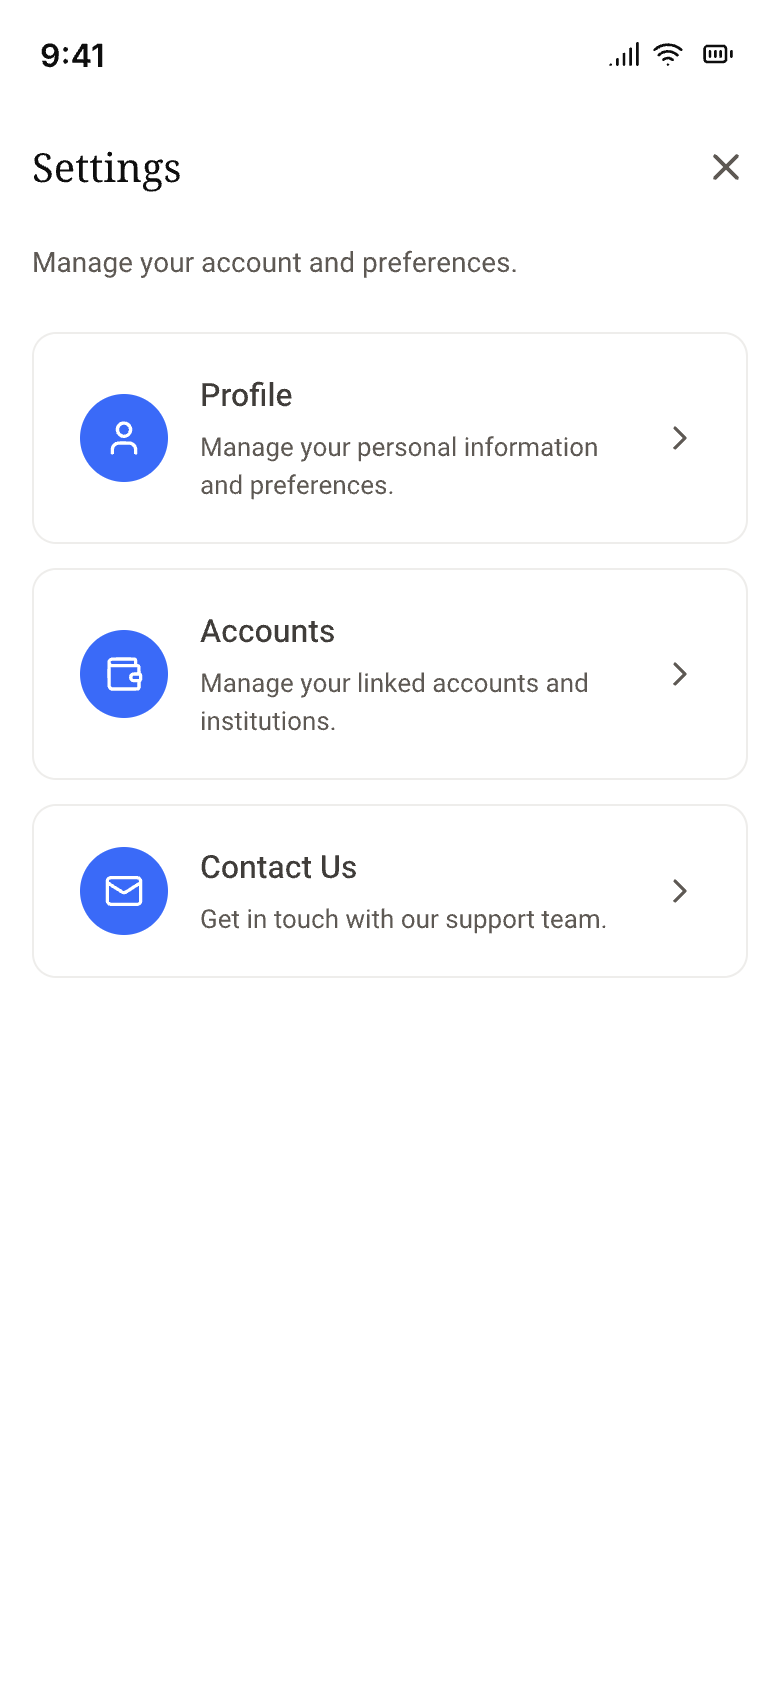 9:41
Settings
Manage your account and preferences.
Profile
Manage your personal information
and preferences.
Accounts
Manage your linked accounts and
institutions.
Contact Us
Get in touch with our support team.